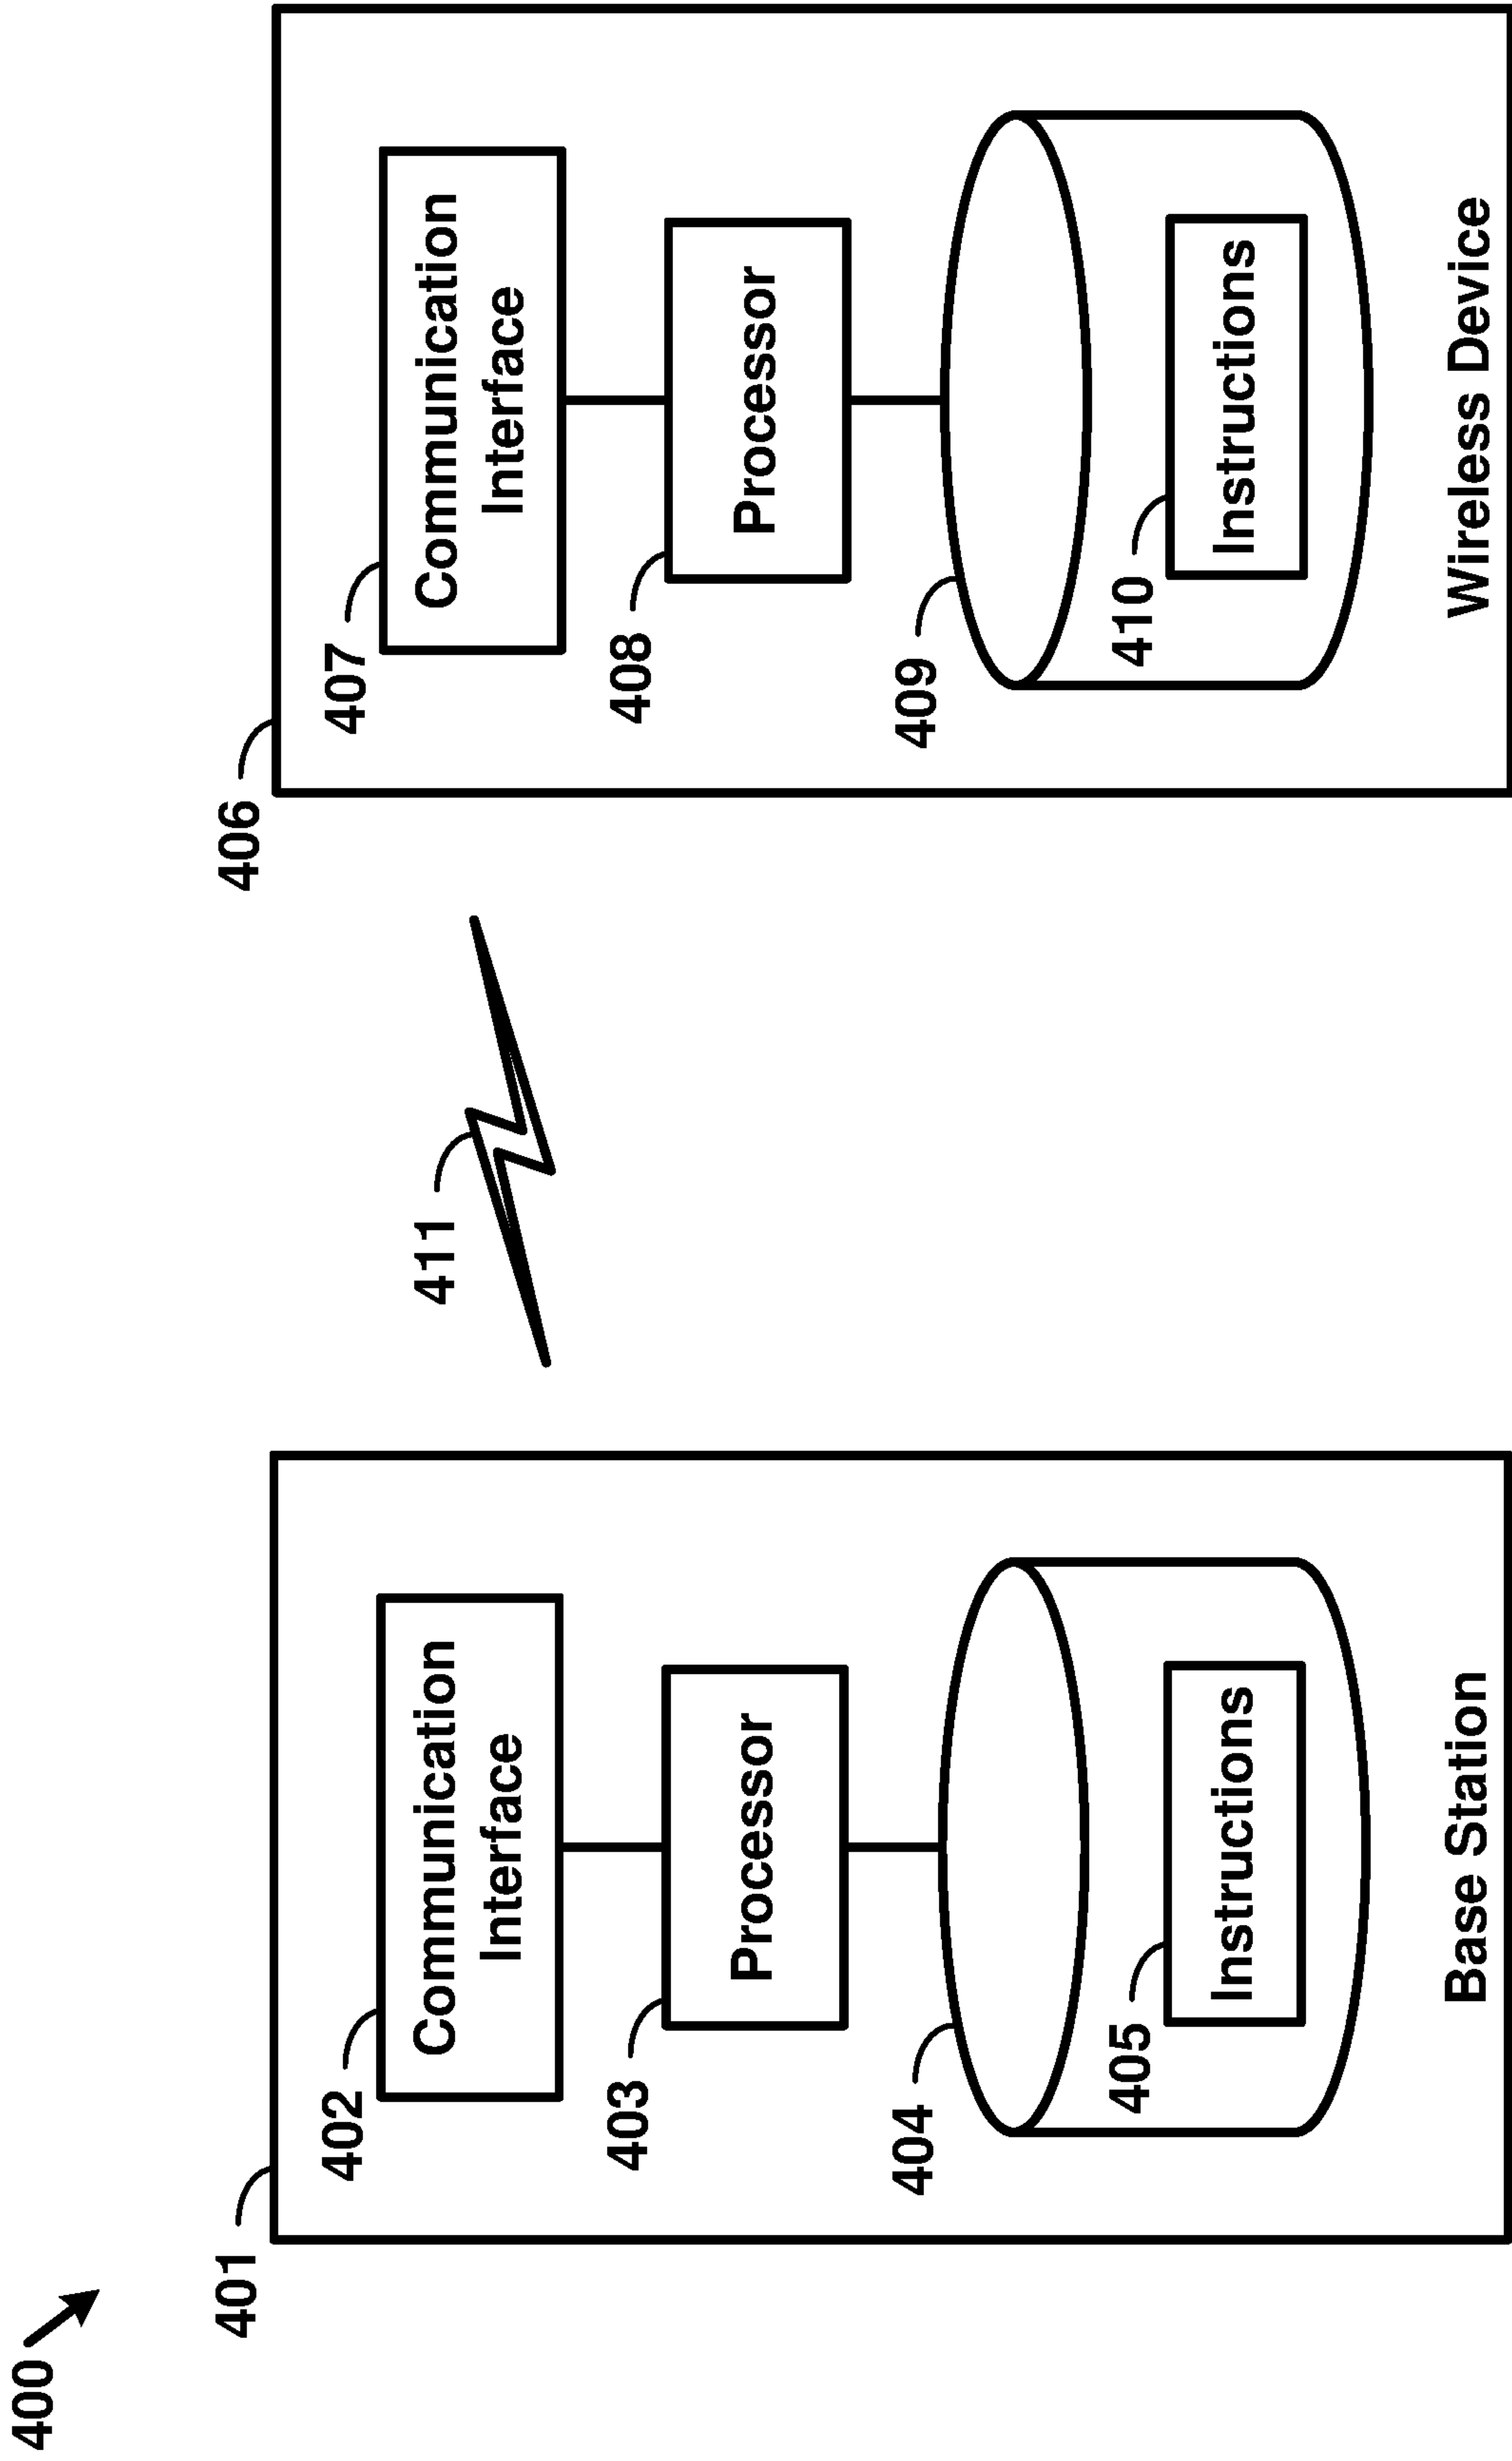 400
401
402
Communication
Interface
403
Processor
404
405
Instructions
Base Station
411
406
407
Communication
Interface
408
Processor
409
410
Instructions
Wireless Device